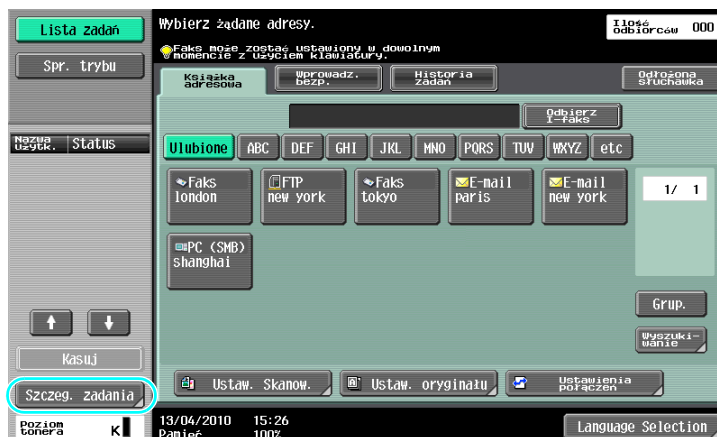 Lista zadań
Spr. trybu
Nazwa użytk.
Status
Kasuj
Szczeg. zadania
Poziom tonera
K
Wybierz żądane adresy.
Ilość odbiorców
000
Faks może zostać ustawiony w dowolnym
momencie z użyciem klawiatury.
Książka adresowa
Wprowadz. bezp.
Historia zadań
Odłożona słuchawka
Odbierz I-faks
Ulubione
ABC
DEF
GHI
JKL
MNO
PQRS
TUV
WXYZ
etc
Faks
london
FTP
new york
Faks
tokyo
E-mail
paris
E-mail
new york
1/ 1
PC (SMB)
shanghai
Grup.
Wyszuki-
wanie
Ustaw. Skanow.
Ustaw. oryginału
Ustawienia połączeń
13/04/2010 15:26
Pamięć 100%
Language Selection